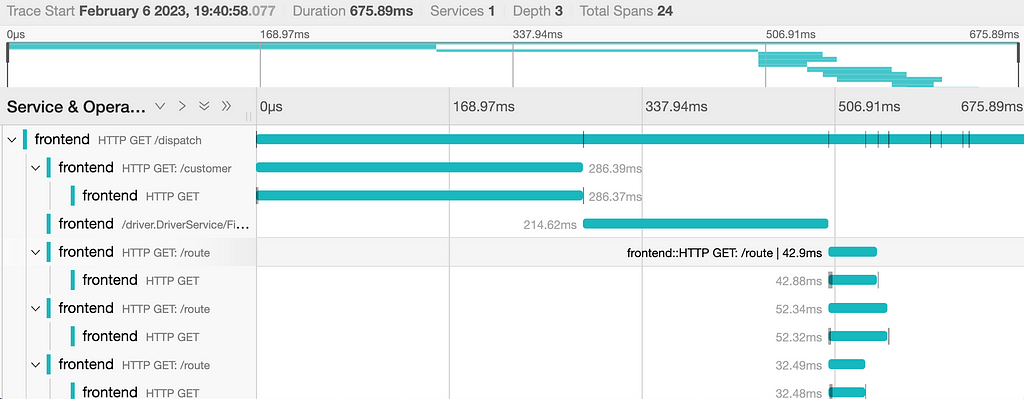 Trace Start February 6 2023, 19:40:58.077 Duration 675.89ms Services 1 Depth 3 Total Spans 24
0μs 168.97ms 337.94ms 506.91ms 675.89ms
Service & Opera... 0μs 168.97ms 337.94ms 506.91ms 675.89ms
frontend HTTP GET /dispatch
frontend HTTP GET: /customer 286.39ms
frontend HTTP GET 286.37ms
frontend /driver.DriverService/Fi... 214.62ms
frontend HTTP GET: /route frontend::HTTP GET: /route | 42.9ms
frontend HTTP GET 42.88ms
frontend HTTP GET: /route 52.34ms
frontend HTTP GET 52.32ms
frontend HTTP GET: /route 32.49ms
frontend HTTP GET 32.48ms